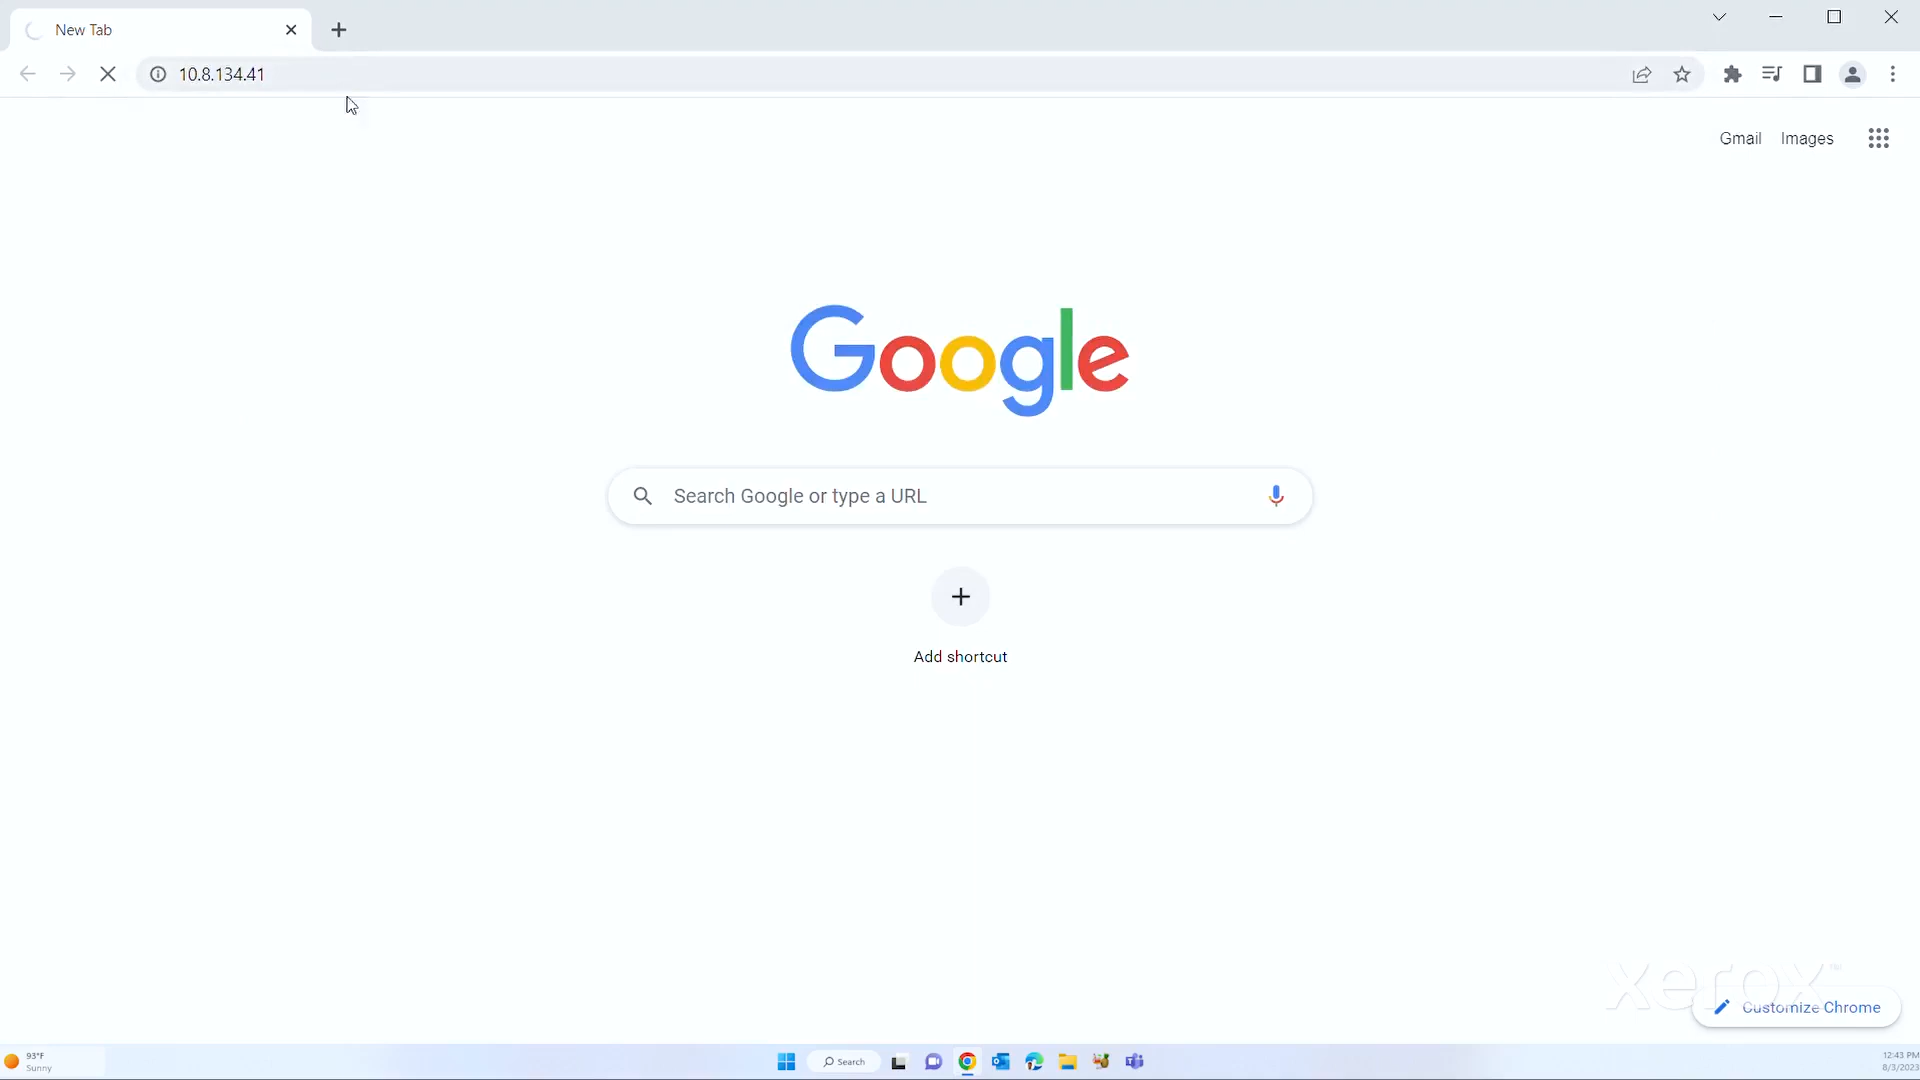 New Tab
10.8.134.41
Gmail Images
Google
Search Google or type a URL
Add shortcut
xerox™
Customize Chrome
93°F
Sunny
Search
12:43 PM
8/3/2023